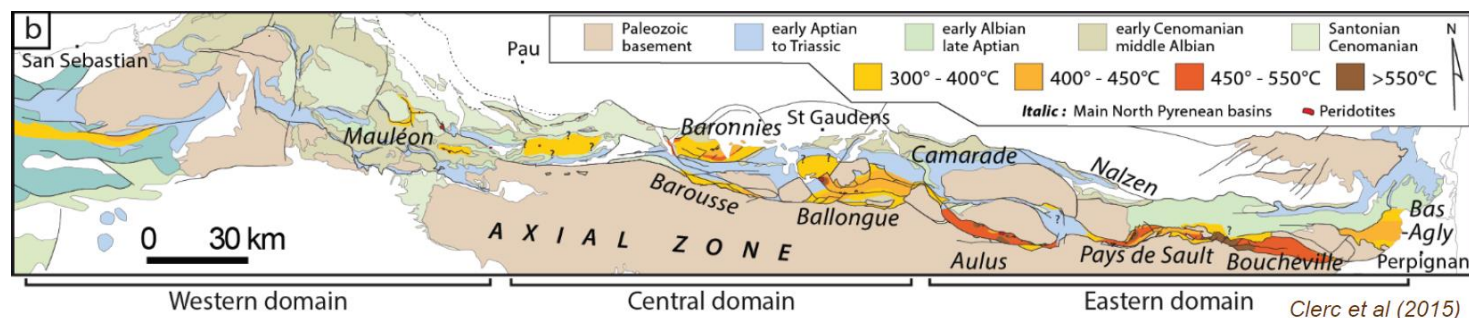 b
San Sebastian
Pau
Paleozoic
basement
early Aptian
to Triassic
early Albian
late Aptian
early Cenomanian
middle Albian
Santonian
Cenomanian
N
300° - 400°C
400° - 450°C
450° - 550°C
>550°C
Italic : Main North Pyrenean basins
Peridotites
Mauléon
?
?
?
Baronnies
St Gaudens
?
?
Camarade
Nalzen
Barousse
Ballongue
?
?
Bas
-Agly
0 30 km
AXIAL ZONE
Aulus
Pays de Sault
Boucheville
Perpignan
Western domain
Central domain
Eastern domain
Clerc et al (2015)